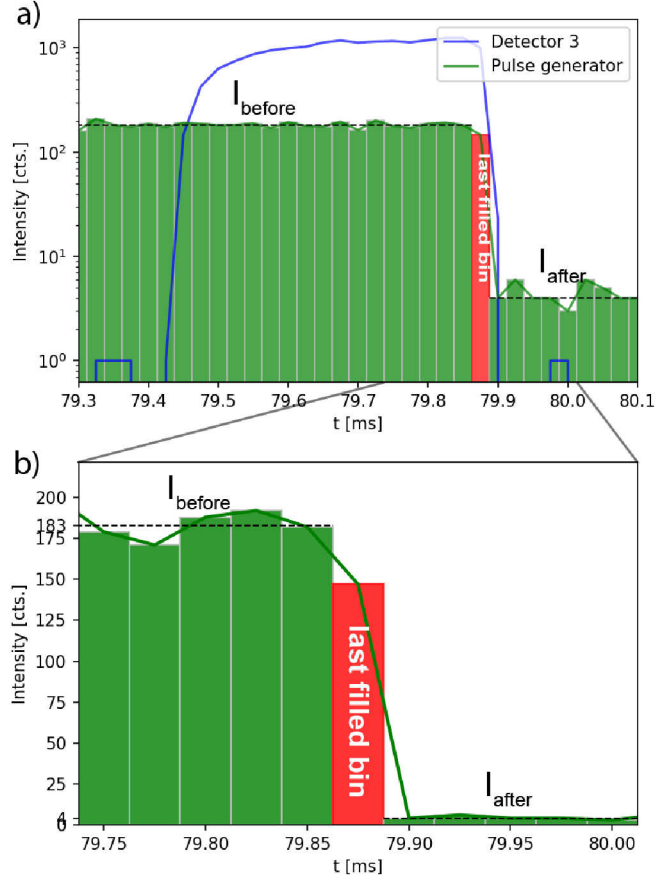 a)
Detector 3
Pulse generator
I before
I after
last filled bin
Intensity [cts.]
10³
10²
10¹
10⁰
79.3 79.4 79.5 79.6 79.7 79.8 79.9 80.0 80.1
t [ms]
b)
I before
I after
last filled bin
Intensity [cts.]
200
183
175
150
125
100
75
50
25
4
0
79.75 79.80 79.85 79.90 79.95 80.00
t [ms]